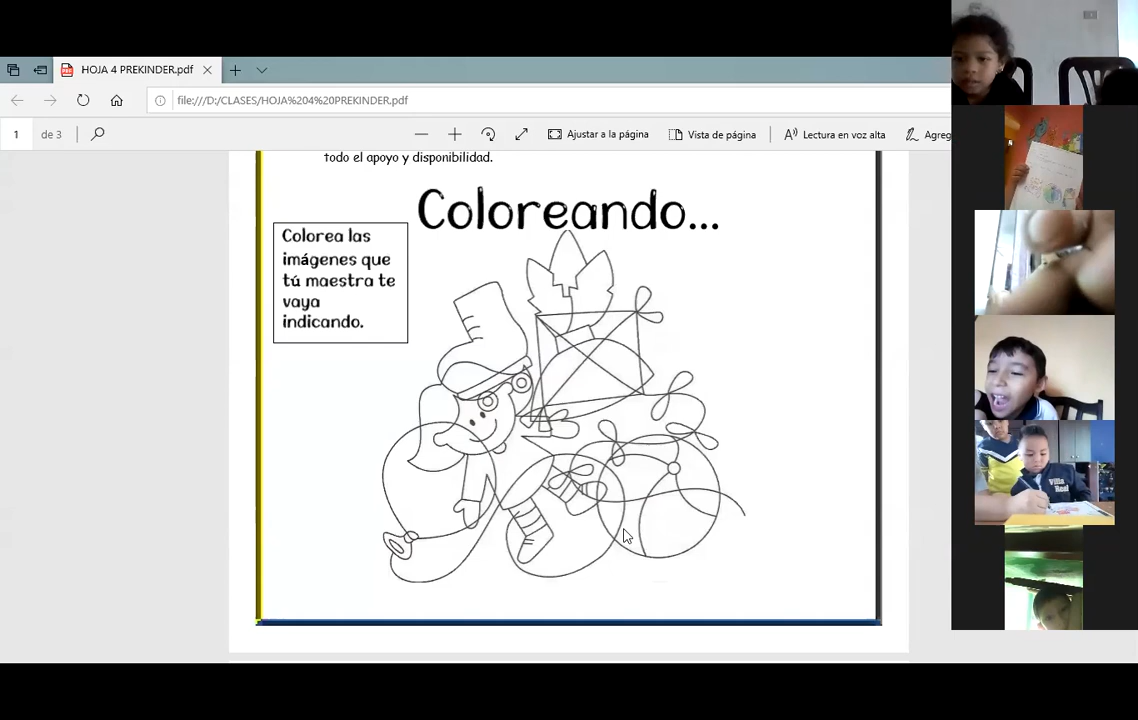 HOJA 4 PREKINDER.pdf
file:///D:/CLASES/HOJA%204%20PREKINDER.pdf
1 de 3 Ajustar a la página Vista de página Lectura en voz alta Agreg
todo el apoyo y disponibilidad.
Coloreando...
Colorea las
imágenes que
tú maestra te
vaya
indicando.
Villa
Real